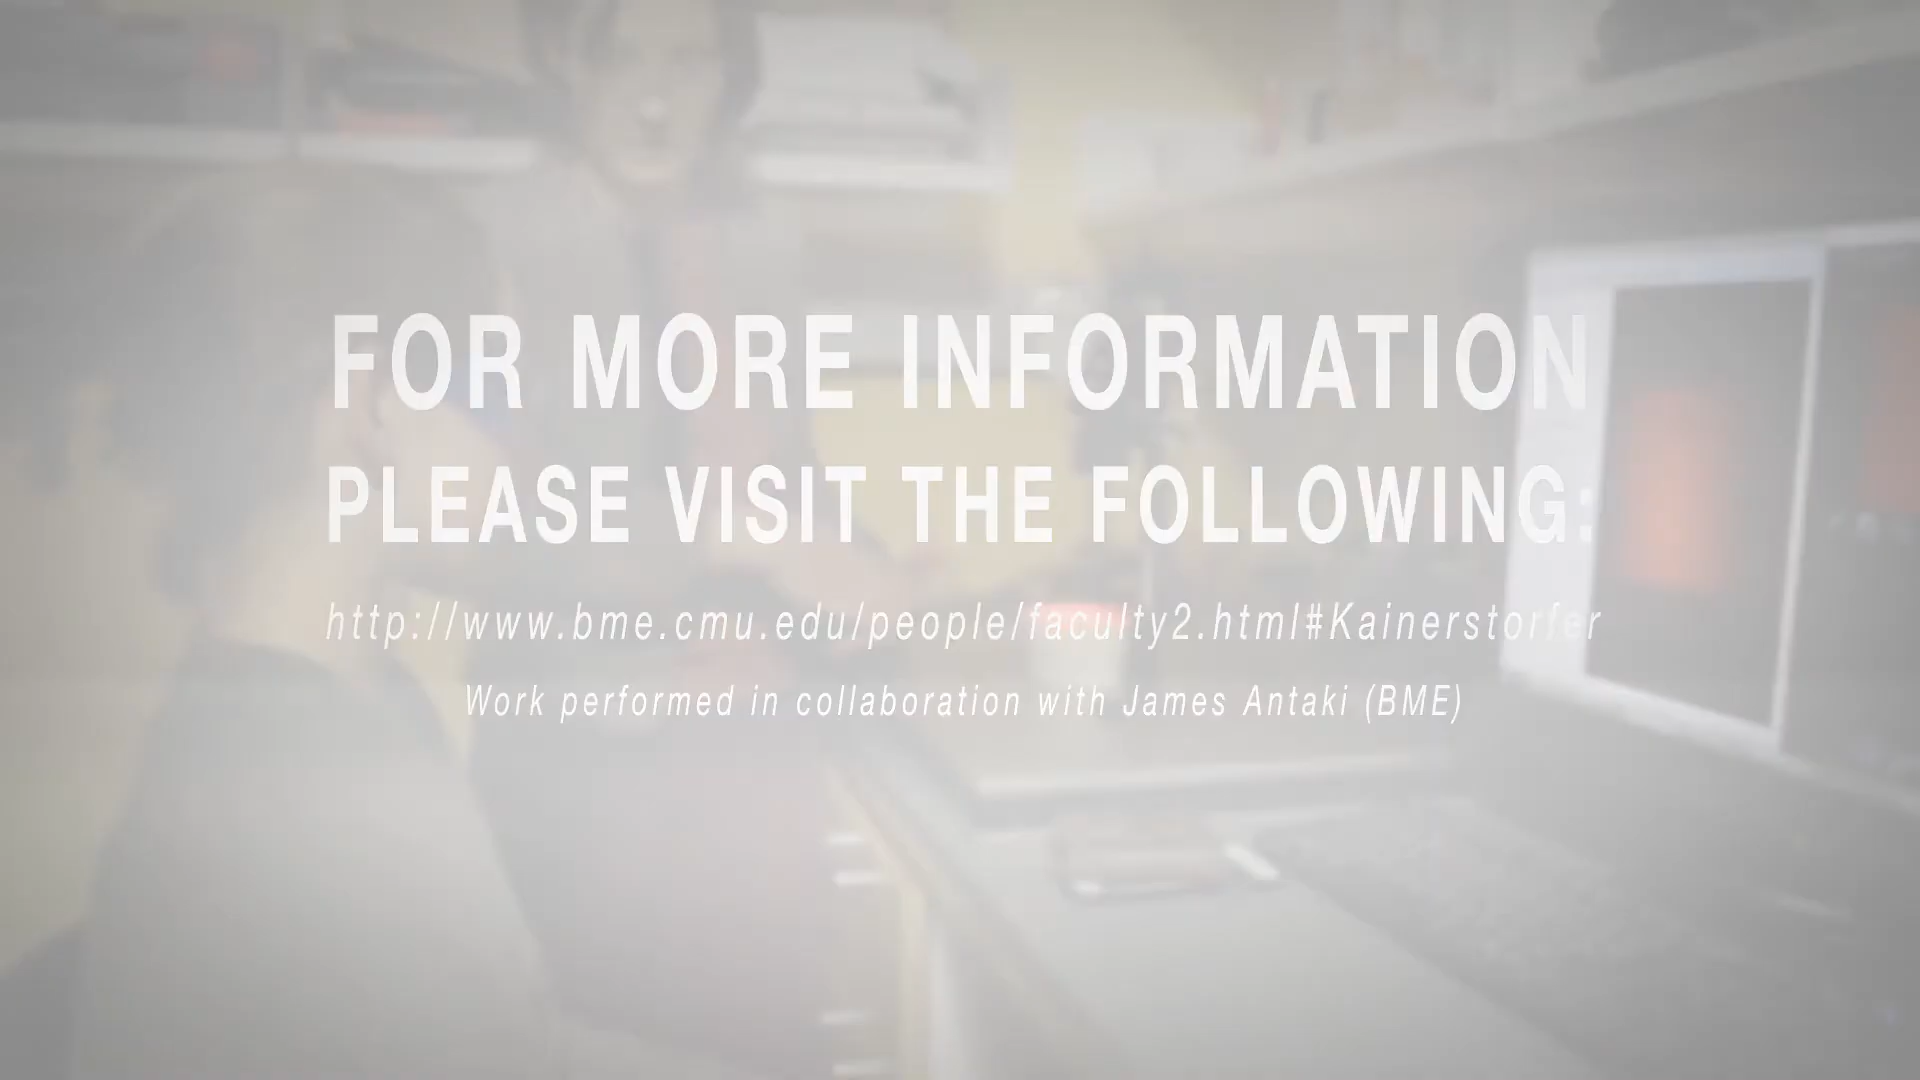 FOR MORE INFORMATION
PLEASE VISIT THE FOLLOWING:
http://www.bme.cmu.edu/people/faculty2.html#Kainerstorfer
Work performed in collaboration with James Antaki (BME)